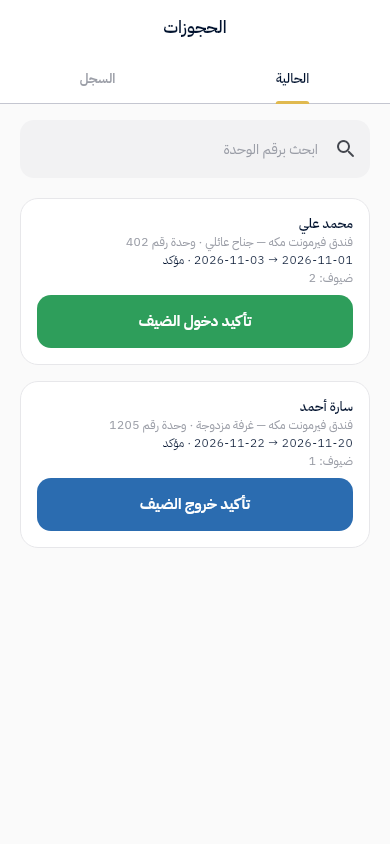 الحجوزات
الحالية
السجل
ابحث برقم الوحدة
محمد علي
فندق فيرمونت مكه — جناح عائلي · وحدة رقم 402
2026-11-01 → 2026-11-03 · مؤكد
ضيوف: 2
تأكيد دخول الضيف
سارة أحمد
فندق فيرمونت مكه — غرفة مزدوجة · وحدة رقم 1205
2026-11-20 → 2026-11-22 · مؤكد
ضيوف: 1
تأكيد خروج الضيف